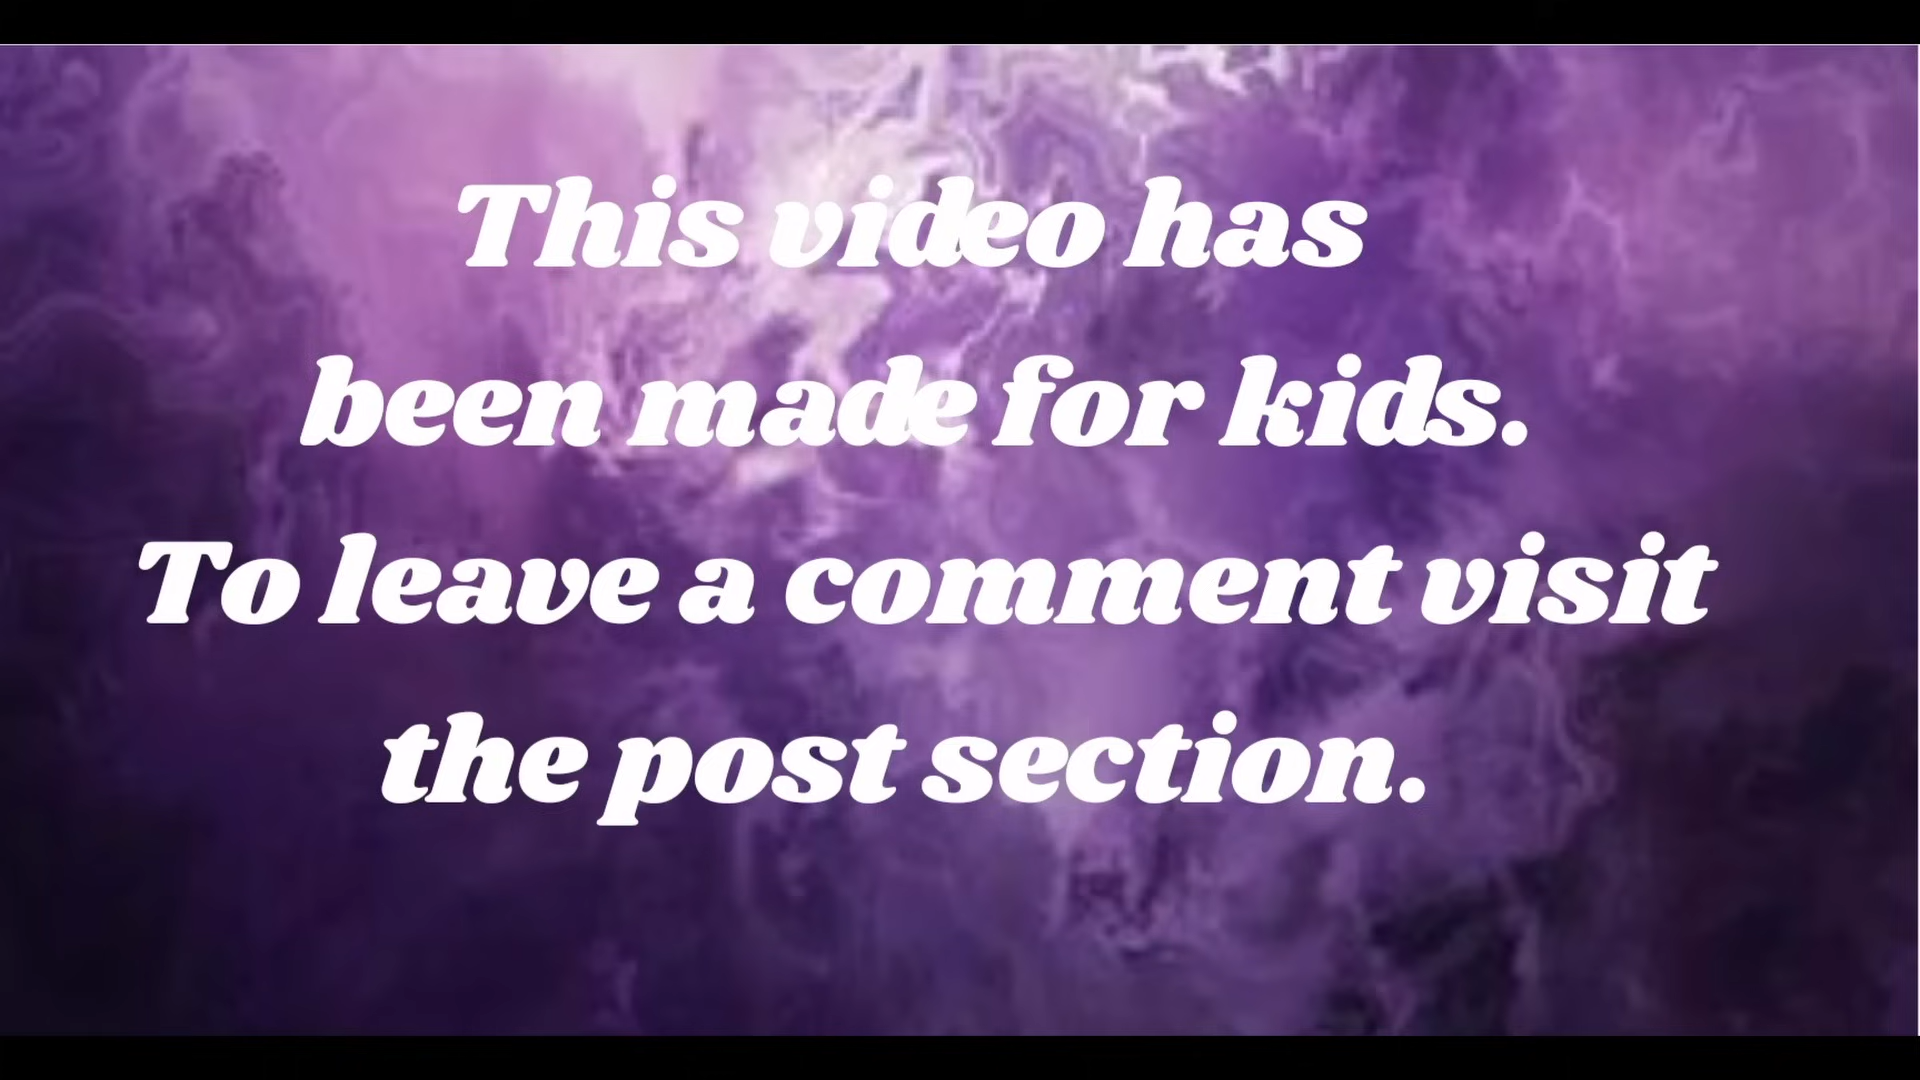 This video has
been made for kids.
To leave a comment visit
the post section.